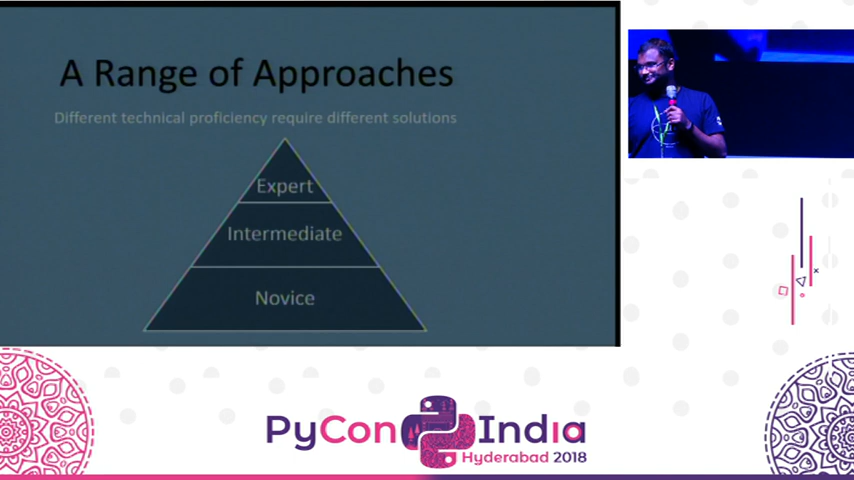 A Range of Approaches
Different technical proficiency require different solutions
Expert
Intermediate
Novice
PyCon India
Hyderabad 2018